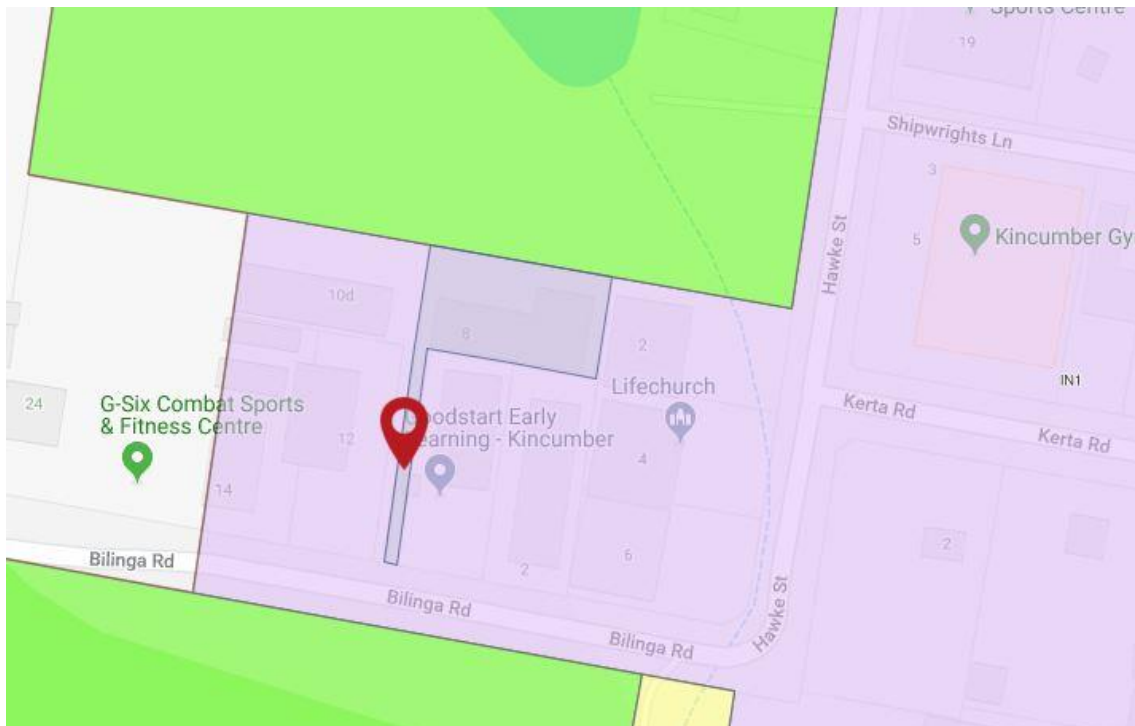 Sports Centre
19
Shipwrights Ln
3
5
Kincumber Gy
Hawke St
10d
8
2
Lifechurch
IN1
24
G-Six Combat Sports
& Fitness Centre
12
Goodstart Early
Learning - Kincumber
4
Kerta Rd
Kerta Rd
14
Bilinga Rd
2
6
2
Bilinga Rd
Hawke St
Bilinga Rd